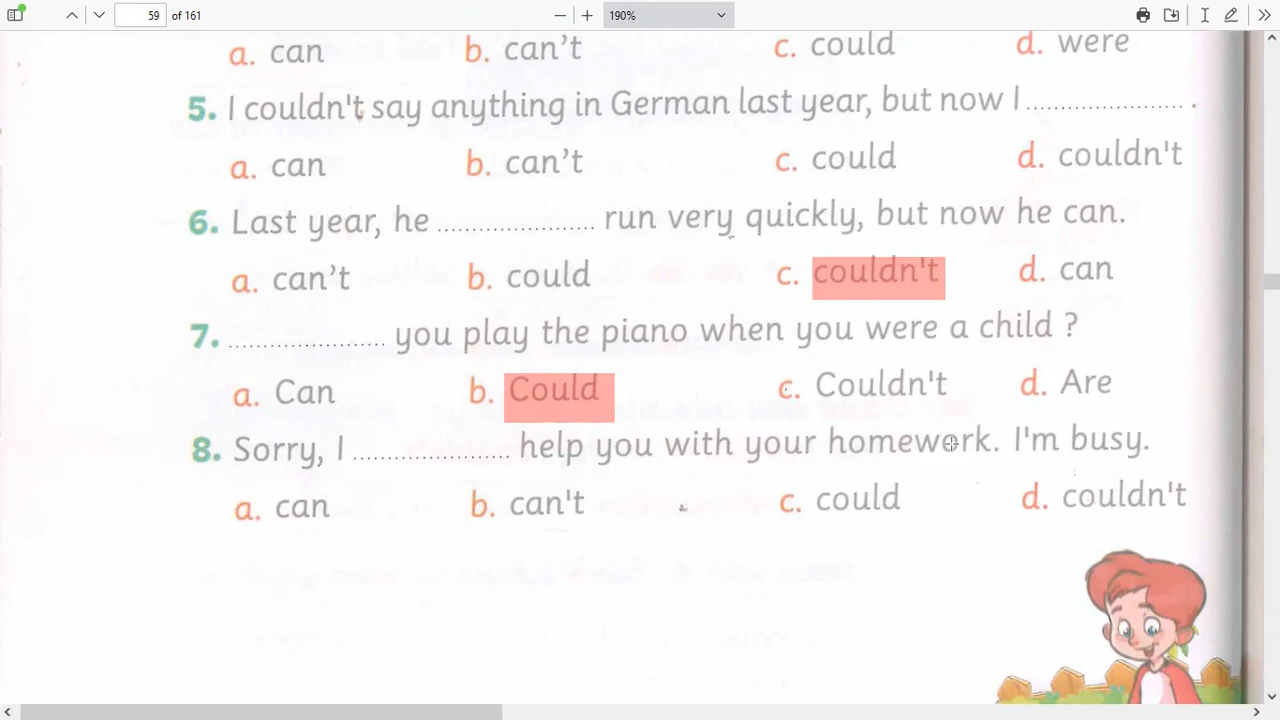 59 of 161
190%
a. can b. can't c. could d. were
5. I couldn't say anything in German last year, but now I ...................... .
a. can b. can't c. could d. couldn't
6. Last year, he ...................... run very quickly, but now he can.
a. can't b. could c. couldn't d. can
7. ...................... you play the piano when you were a child ?
a. Can b. Could c. Couldn't d. Are
8. Sorry, I ...................... help you with your homework. I'm busy.
a. can b. can't c. could d. couldn't